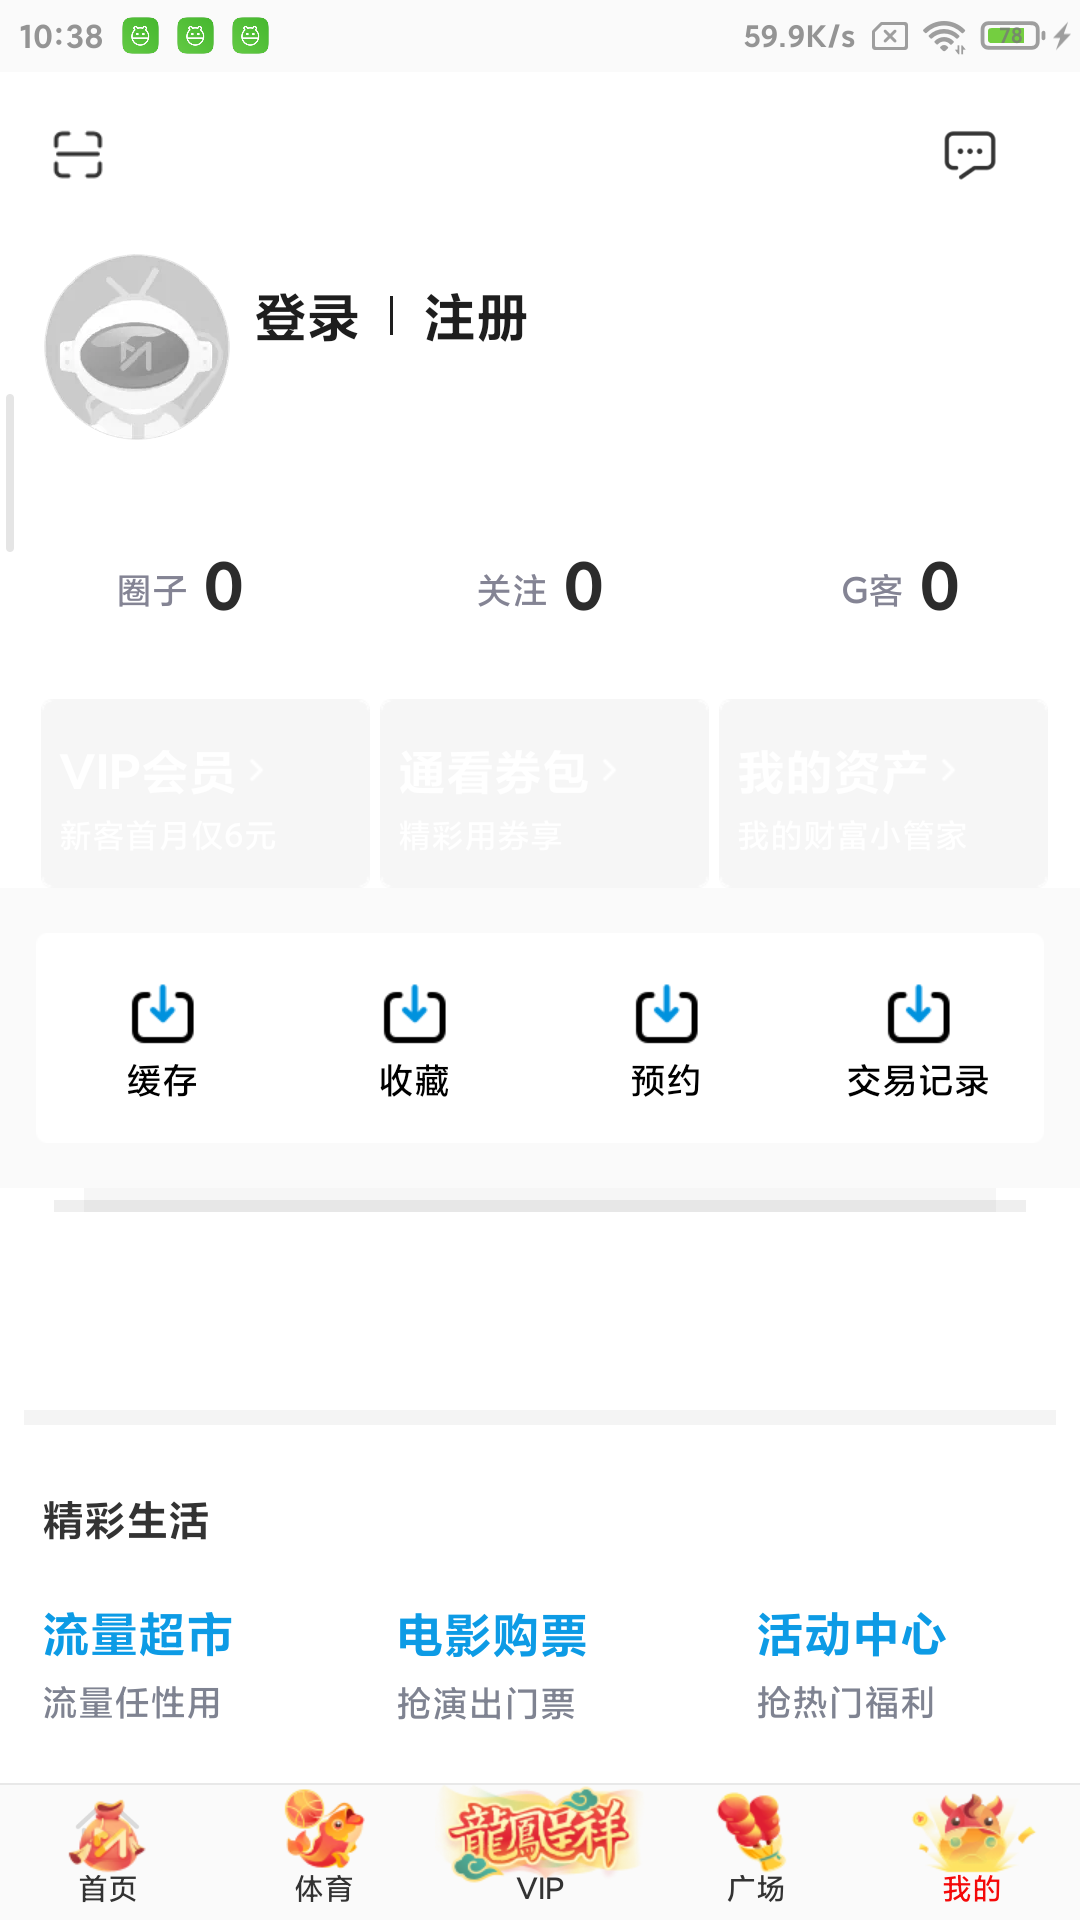 10:38 59.9K/s 78
登录 注册
圈子 0 关注 0 G客 0
VIP会员 通看券包 我的资产
新客首月仅6元 精彩用券享 我的财富小管家
缓存 收藏 预约 交易记录
精彩生活
流量超市 电影购票 活动中心
流量任性用 抢演出门票 抢热门福利
龍鳳呈祥
首页 体育 VIP 广场 我的